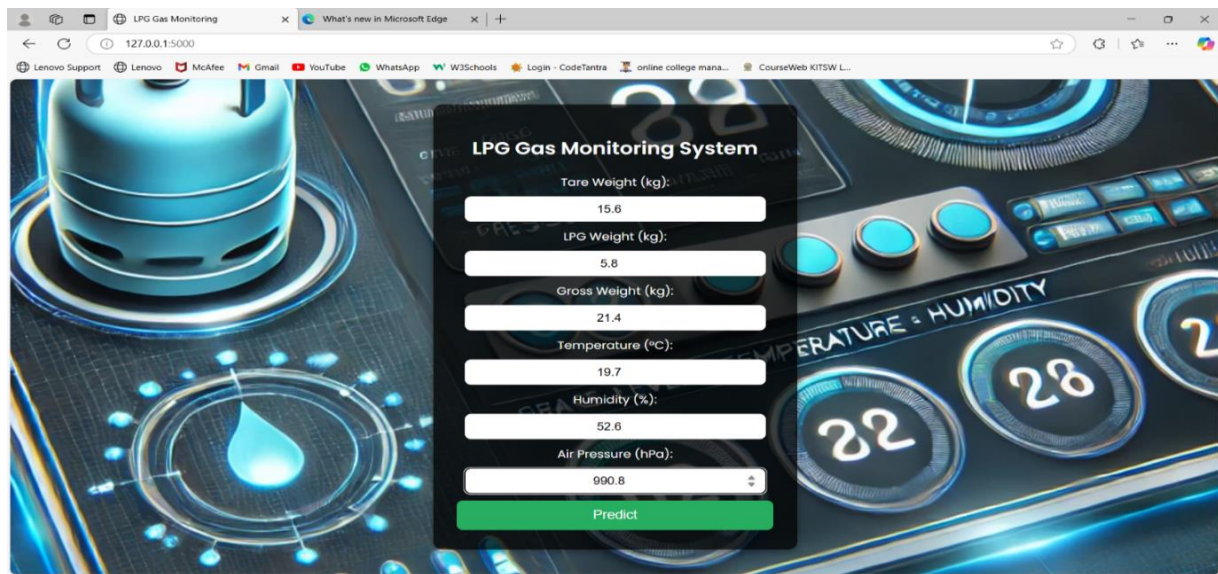 LPG Gas Monitoring
What's new in Microsoft Edge
127.0.0.1:5000
Lenovo Support Lenovo McAfee Gmail YouTube WhatsApp W3Schools Login - CodeTantra online college mana... CourseWeb KITSW L...
LPG Gas Monitoring System
Tare Weight (kg):
15.6
LPG Weight (kg):
5.8
Gross Weight (kg):
21.4
Temperature (°C):
19.7
Humidity (%):
52.6
Air Pressure (hPa):
990.8
Predict
28
22